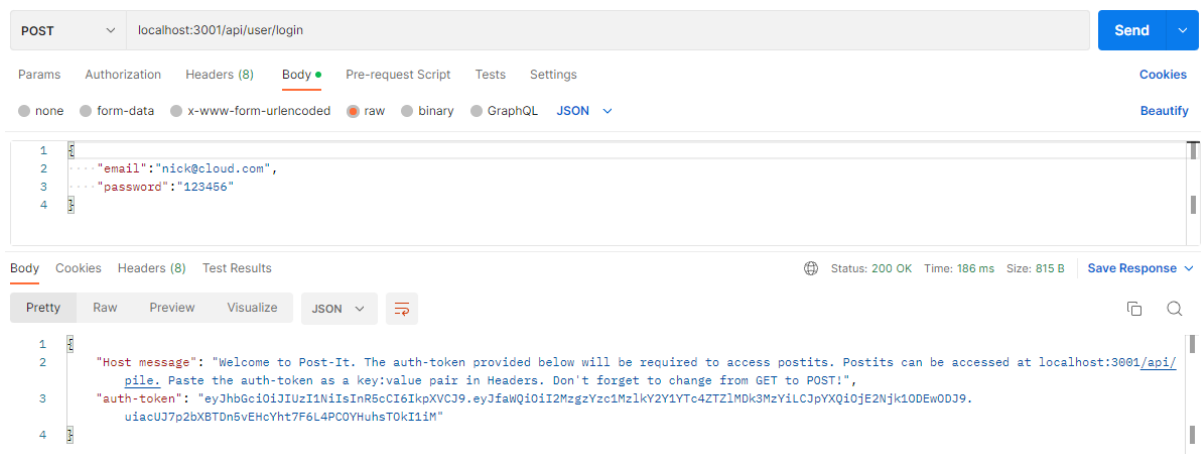 POST localhost:3001/api/user/login Send
Params Authorization Headers (8) Body Pre-request Script Tests Settings Cookies
none form-data x-www-form-urlencoded raw binary GraphQL JSON Beautify
1 {
2 "email":"nick@cloud.com",
3 "password":"123456"
4 }
Body Cookies Headers (8) Test Results Status: 200 OK Time: 186 ms Size: 815 B Save Response
Pretty Raw Preview Visualize JSON
1 {
2 "Host message": "Welcome to Post-It. The auth-token provided below will be required to access postits. Postits can be accessed at localhost:3001/api/
pile. Paste the auth-token as a key:value pair in Headers. Don't forget to change from GET to POST!",
3 "auth-token": "eyJhbGciOiJIUzI1NiIsInR5cCI6IkpXVCJ9.eyJfaWQiOiI2MzgzYzc1MzlkY2Y1YTc4ZTZlMDk3MzYiLCJpYXQiOjE2Njk1ODEwODJ9.
uiacUJ7p2bXBTDn5vEHcYht7F6L4PCOYHuhsTOkI1iM"
4 }